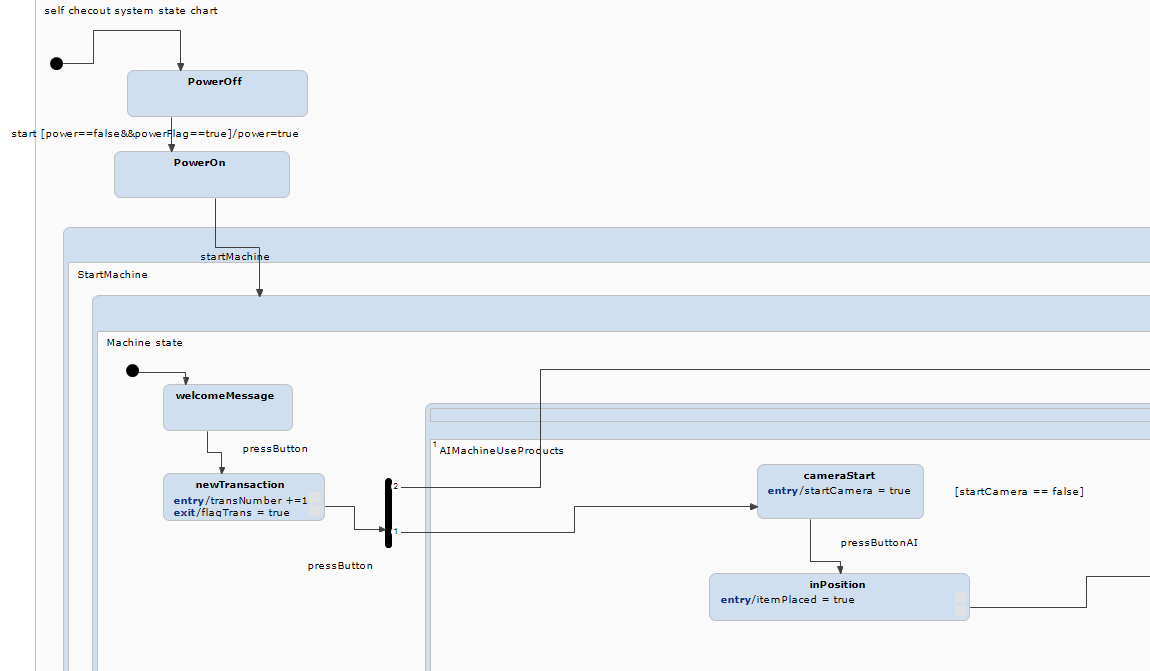 self checout system state chart
PowerOff
start [power==false&&powerFlag==true]/power=true
PowerOn
startMachine
StartMachine
Machine state
welcomeMessage
pressButton
newTransaction
entry/transNumber +=1
exit/flagTrans = true
2
1
pressButton
1
AIMachineUseProducts
cameraStart
entry/startCamera = true
[startCamera == false]
pressButtonAI
inPosition
entry/itemPlaced = true